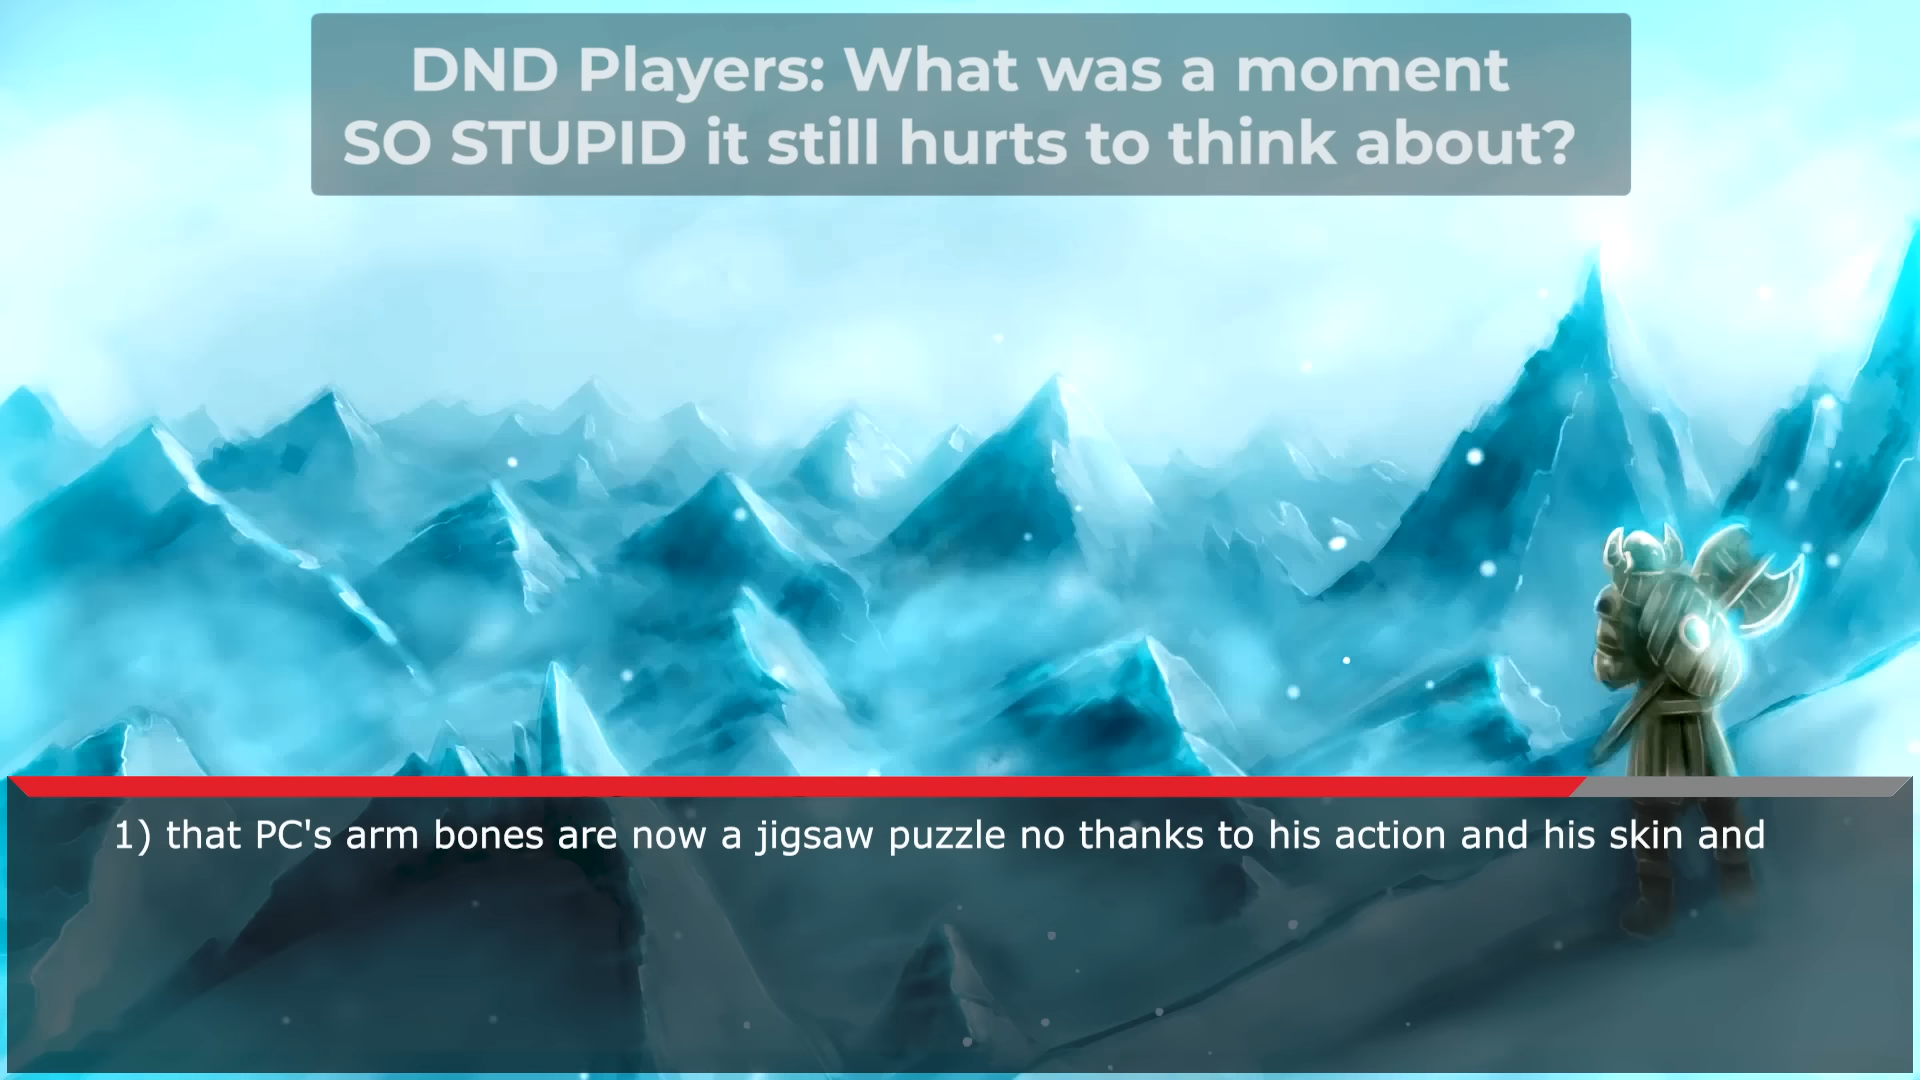 DND Players: What was a moment
SO STUPID it still hurts to think about?
1) that PC's arm bones are now a jigsaw puzzle no thanks to his action and his skin and